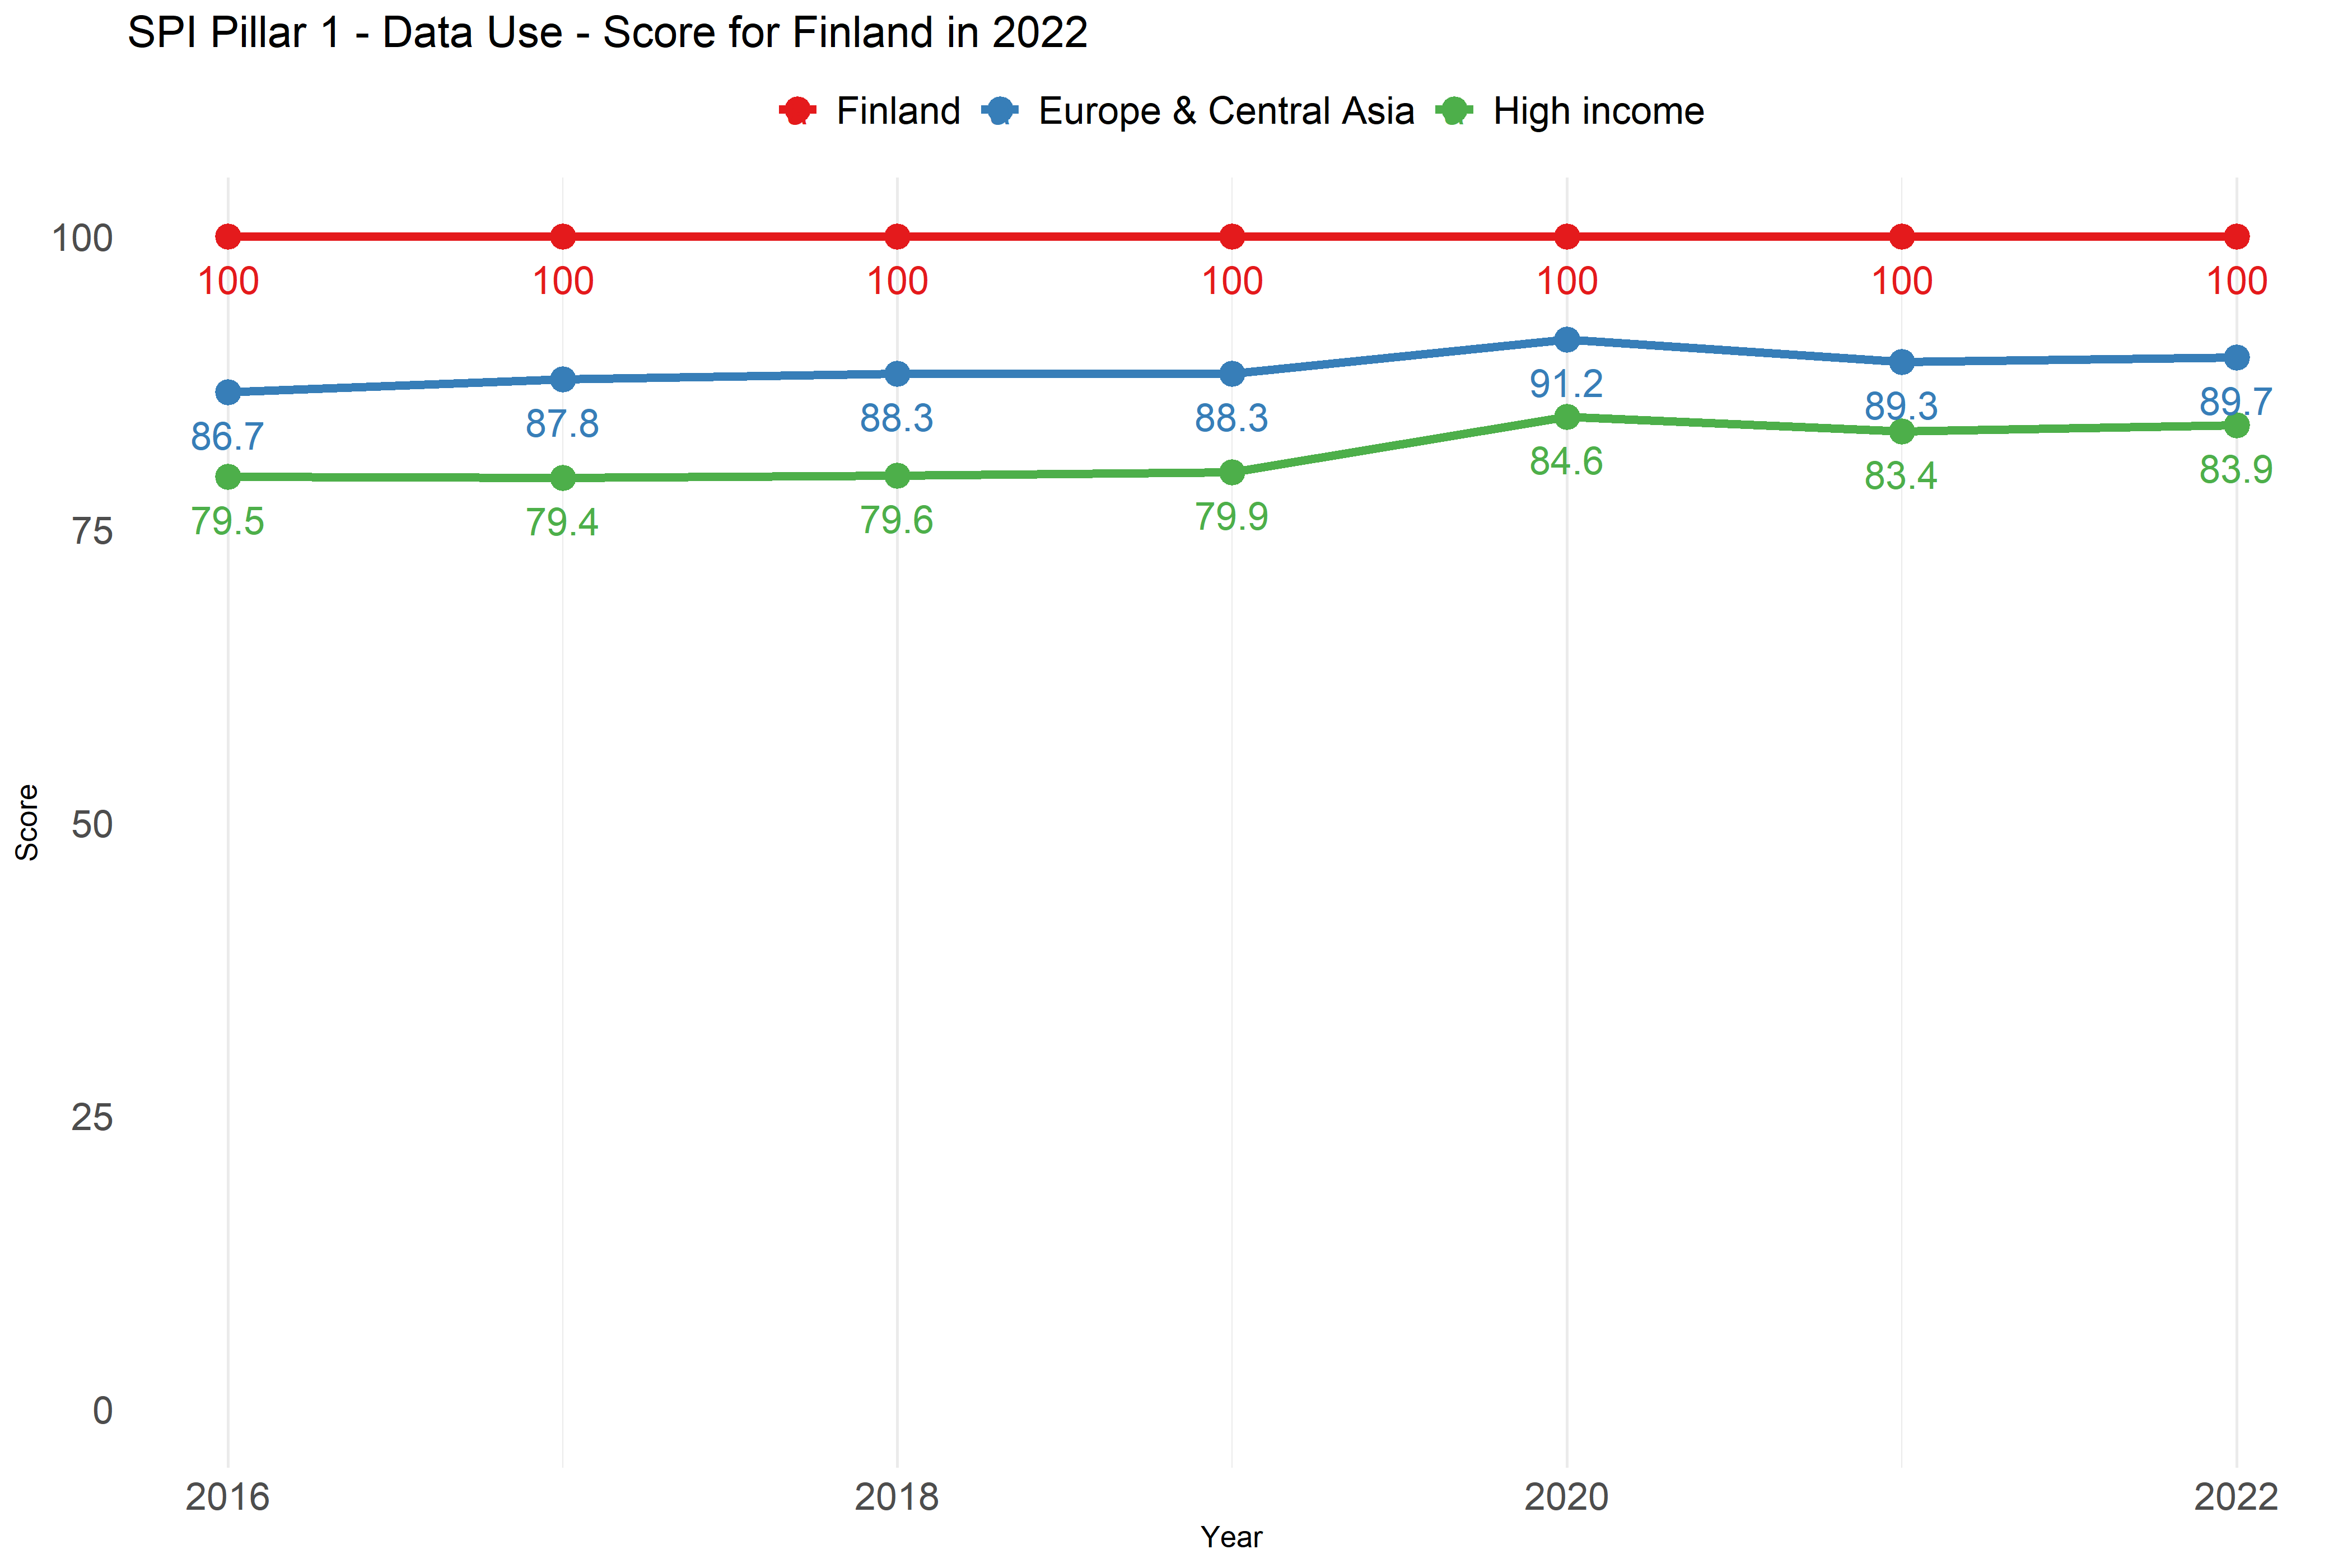 SPI Pillar 1 - Data Use - Score for Finland in 2022
Finland Europe & Central Asia High income
100
100 100 100 100 100 100 100
86.7 87.8 88.3 88.3 91.2 89.3 89.7
79.5 79.4 79.6 79.9 84.6 83.4 83.9
75
50
25
0
Score
2016 2018 2020 2022
Year